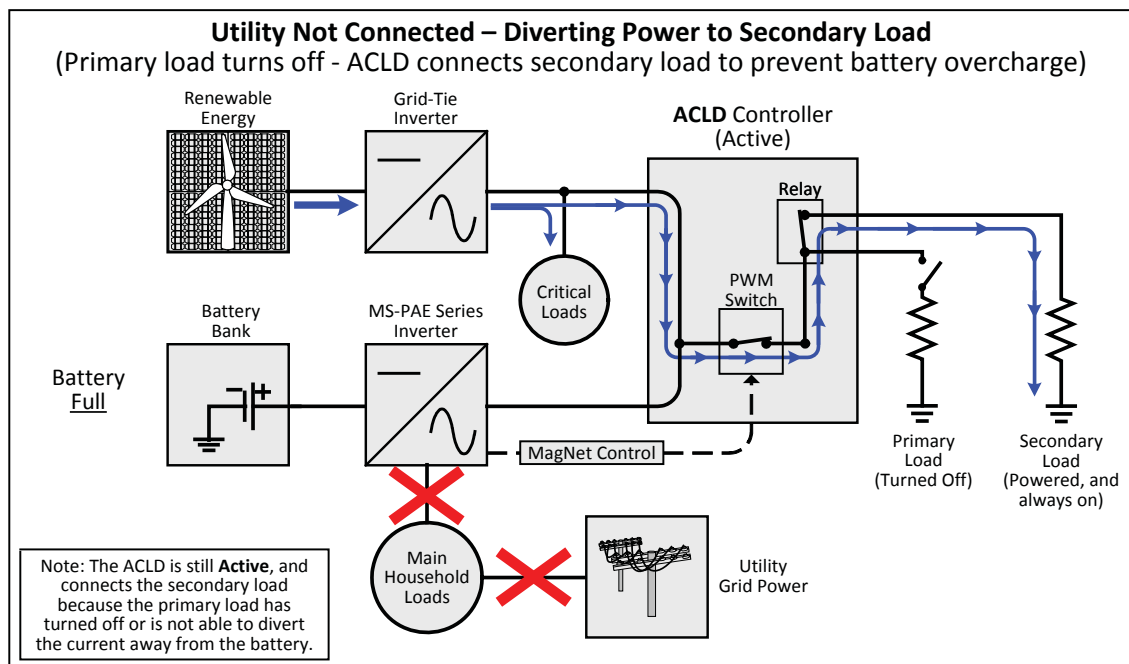 Utility Not Connected – Diverting Power to Secondary Load
(Primary load turns off - ACLD connects secondary load to prevent battery overcharge)
Renewable
Energy
Grid-Tie
Inverter
ACLD Controller
(Active)
Relay
PWM
Switch
Critical
Loads
Battery
Bank
MS-PAE Series
Inverter
Battery
Full
MagNet Control
Primary
Load
(Turned Off)
Secondary
Load
(Powered, and
always on)
Main
Household
Loads
Utility
Grid Power
Note: The ACLD is still Active, and
connects the secondary load
because the primary load has
turned off or is not able to divert
the current away from the battery.